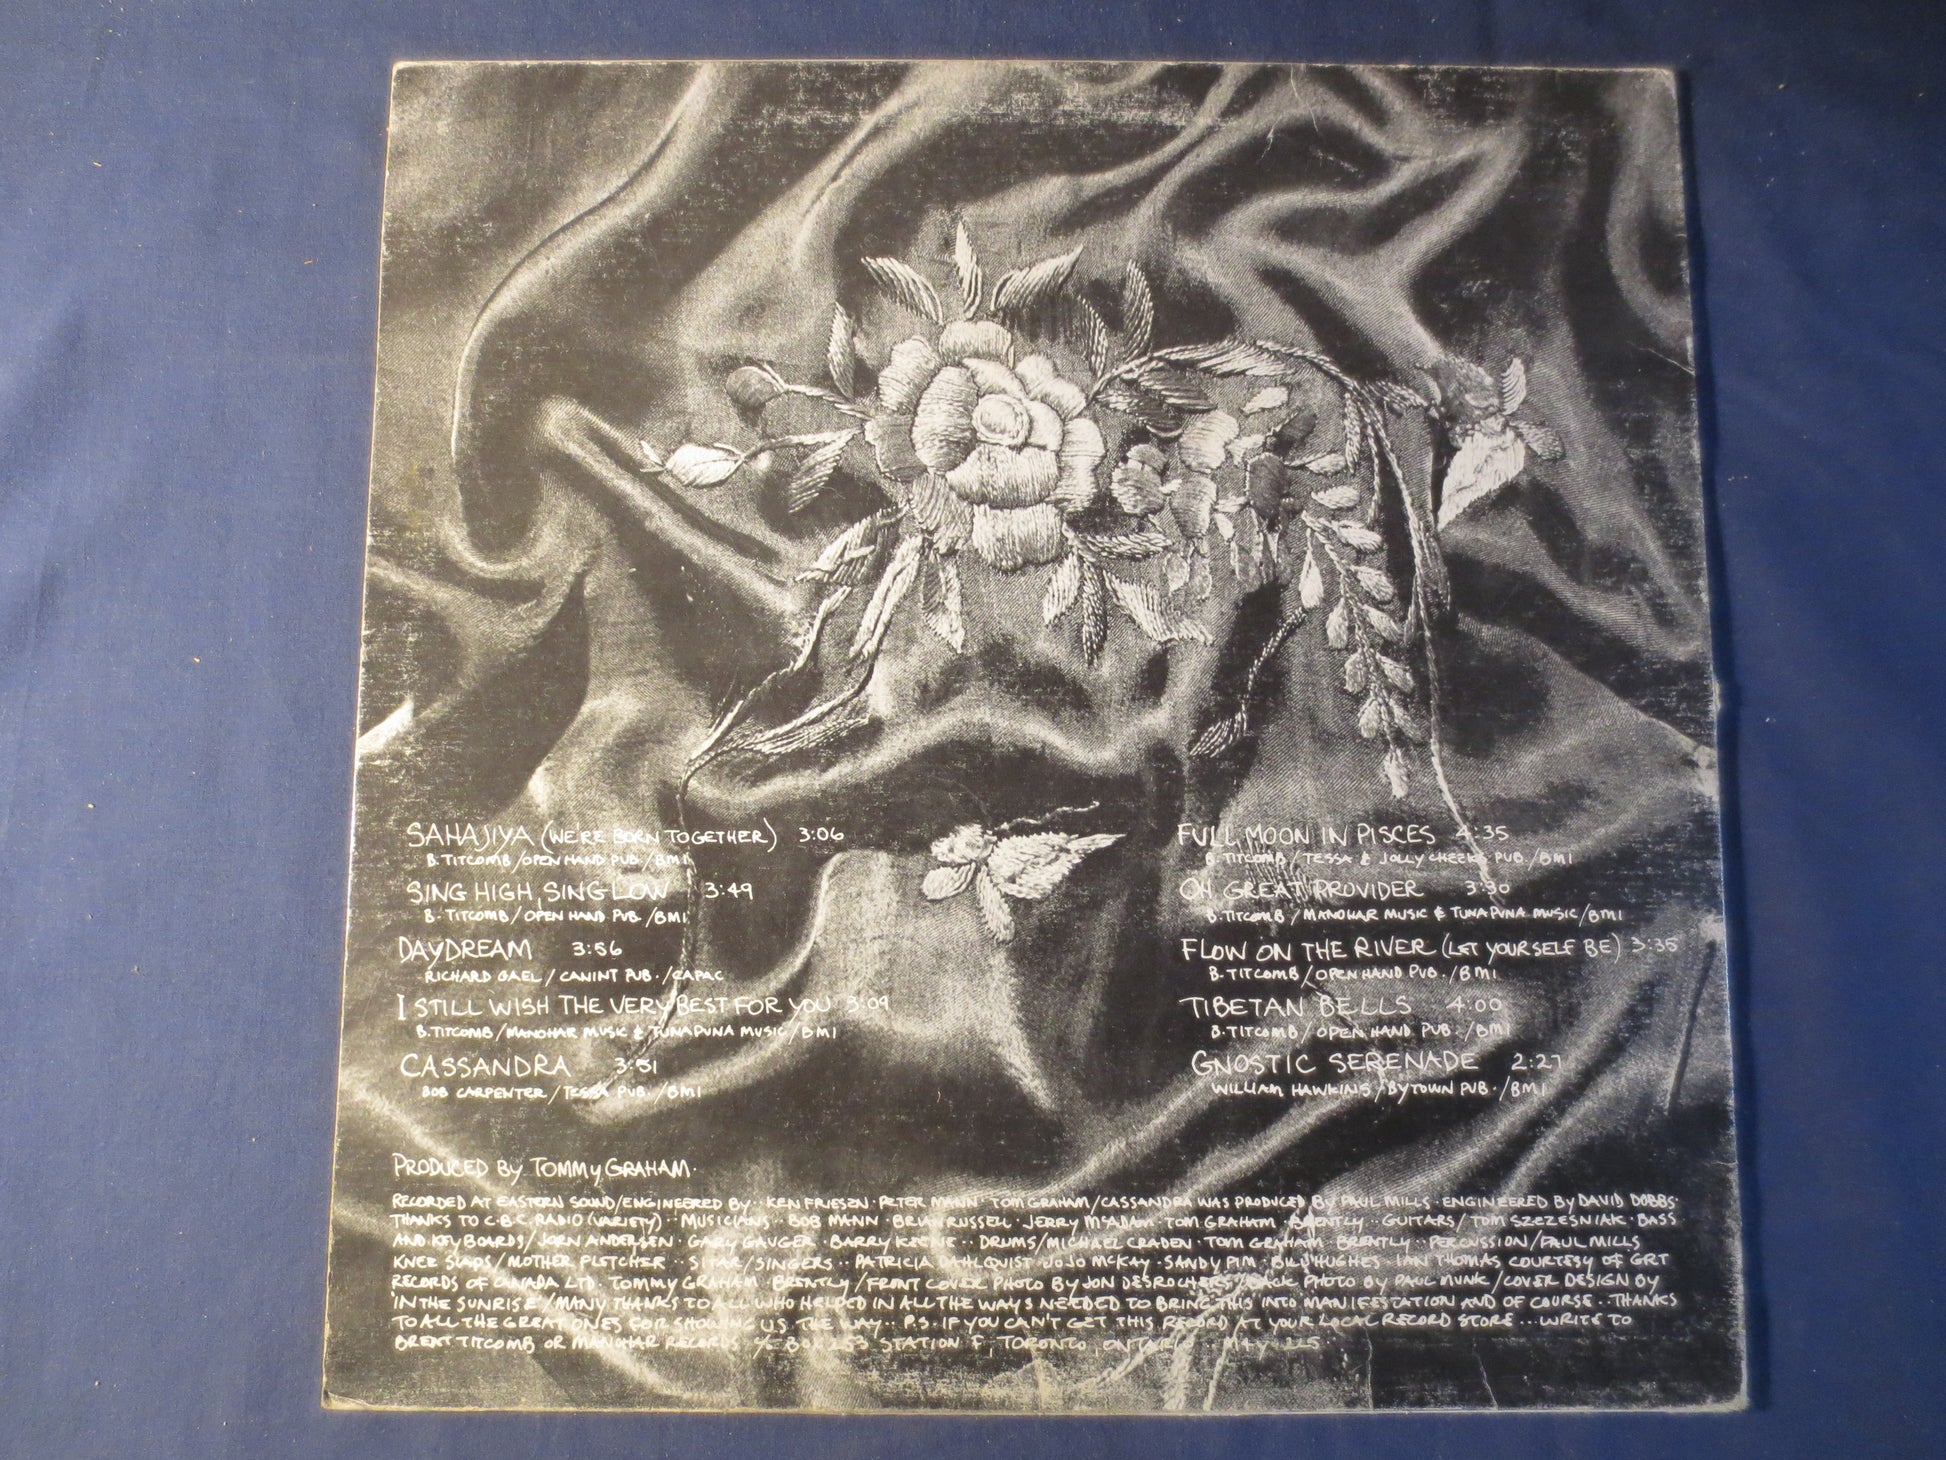 SAHAJIYA (WE'RE BORN TOGETHER) 3:06
B. TITCOMB/OPEN HAND PUB./BMI
SING HIGH, SING LOW 3:49
B. TITCOMB/OPEN HAND PUB./BMI
DAYDREAM 3:56
RICHARD GAEL/CANINT PUB./CAPAC
I STILL WISH THE VERY BEST FOR YOU 3:09
B. TITCOMB/MANOHAR MUSIC & TUNAPUNA MUSIC/BMI
CASSANDRA 3:51
BOB CARPENTER/TESSA PUB./BMI
FULL MOON IN PISCES 4:35
B. TITCOMB/TESSA & JOLLY CHEEKS PUB./BMI
OH GREAT PROVIDER 3:30
B. TITCOMB/MANOHAR MUSIC & TUNAPUNA MUSIC/BMI
FLOW ON THE RIVER (LET YOURSELF BE) 3:35
B. TITCOMB/OPEN HAND PUB./BMI
TIBETAN BELLS 4:00
B. TITCOMB/OPEN HAND PUB./BMI
GNOSTIC SERENADE 2:27
WILLIAM HAWKINS/BYTOWN PUB./BMI
PRODUCED BY TOMMY GRAHAM.
RECORDED AT EASTERN SOUND/ENGINEERED BY·· KEN FRIESEN· PETER MANN· TOM GRAHAM/CASSANDRA WAS PRODUCED BY PAUL MILLS· ENGINEERED BY DAVID DOBBS·
THANKS TO C.B.C. RADIO (VARIETY)·· MUSICIANS·· BOB MANN· BRIAN RUSSELL· JERRY McADAM· TOM GRAHAM· BRENTLY·· GUITARS/TOM SZCZESNIAK· BASS
AND KEYBOARDS/JORN ANDERSEN· GARY GAUGER· BARRY KEENE·· DRUMS/MICHAEL CRADEN· TOM GRAHAM· BRENTLY·· PERCUSSION/PAUL MILLS
KNEE SLAPS/MOTHER FLETCHER·· SITAR/SINGERS·· PATRICIA DAHLQUIST· JOJO McKAY· SANDY PIM· BILL HUGHES· IAN THOMAS COURTESY OF GRT
RECORDS OF CANADA LTD· TOMMY GRAHAM· BRENTLY/FRONT COVER PHOTO BY JON DESROCHERS/BACK PHOTO BY PAUL MUNK/COVER DESIGN BY
'IN THE SUNRISE'/MANY THANKS TO ALL WHO HELPED IN ALL THE WAYS NEEDED TO BRING THIS INTO MANIFESTATION AND OF COURSE·· THANKS
TO ALL THE GREAT ONES FOR SHOWING US THE WAY·· P.S. IF YOU CAN'T GET THIS RECORD AT YOUR LOCAL RECORD STORE... WRITE TO
BRENT TITCOMB OR MANOHAR RECORDS c/o BOX 253 STATION F, TORONTO, ONTARIO·· M4Y